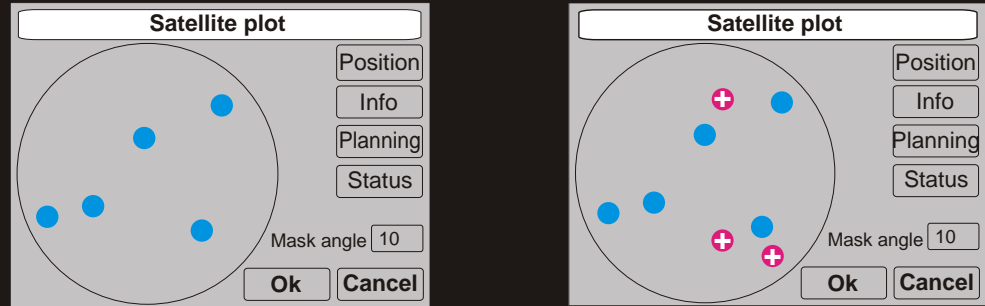 Satellite plot
Position
Info
Planning
Status
Mask angle 10
Ok Cancel
Satellite plot
Position
Info
Planning
Status
Mask angle 10
Ok Cancel